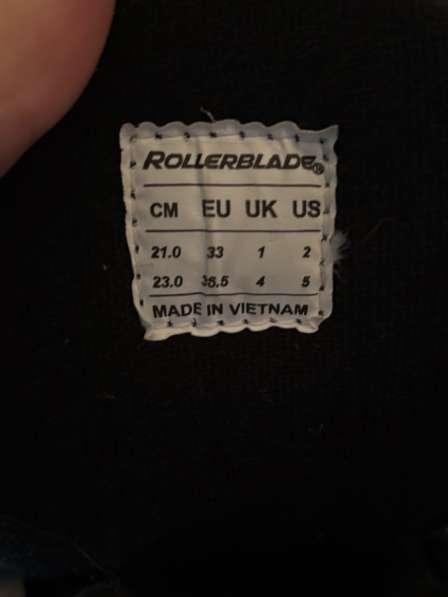 ROLLERBLADE®
CM EU UK US
21.0 33 1 2
23.0 36.5 4 5
MADE IN VIETNAM